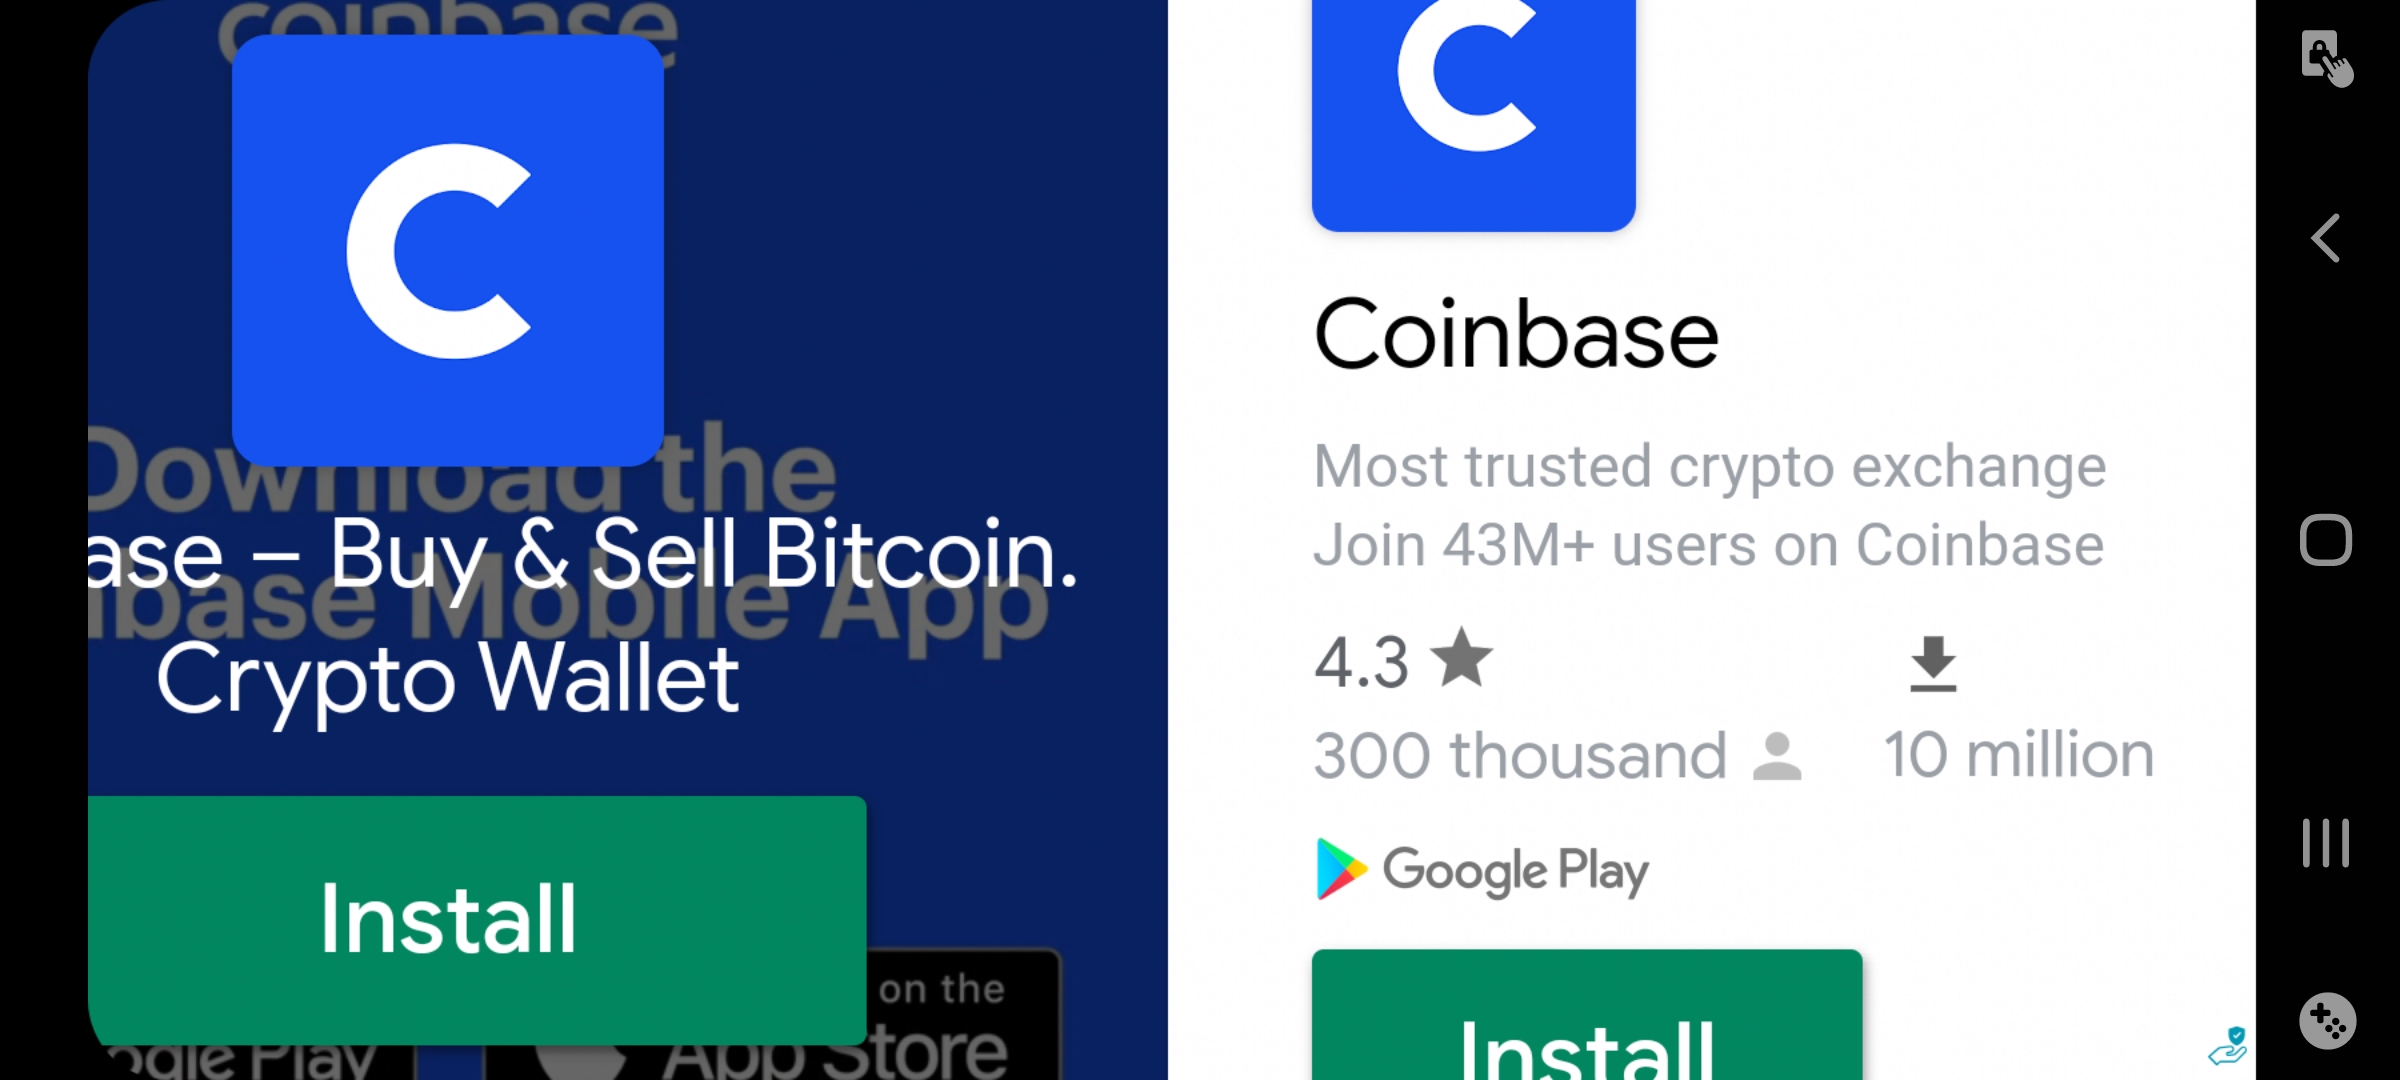 coinbase
Download the
ase – Buy & Sell Bitcoin.
base Mobile App
Crypto Wallet
Install
on the
ogle Play
App Store
Coinbase
Most trusted crypto exchange
Join 43M+ users on Coinbase
4.3
300 thousand
10 million
Google Play
Install